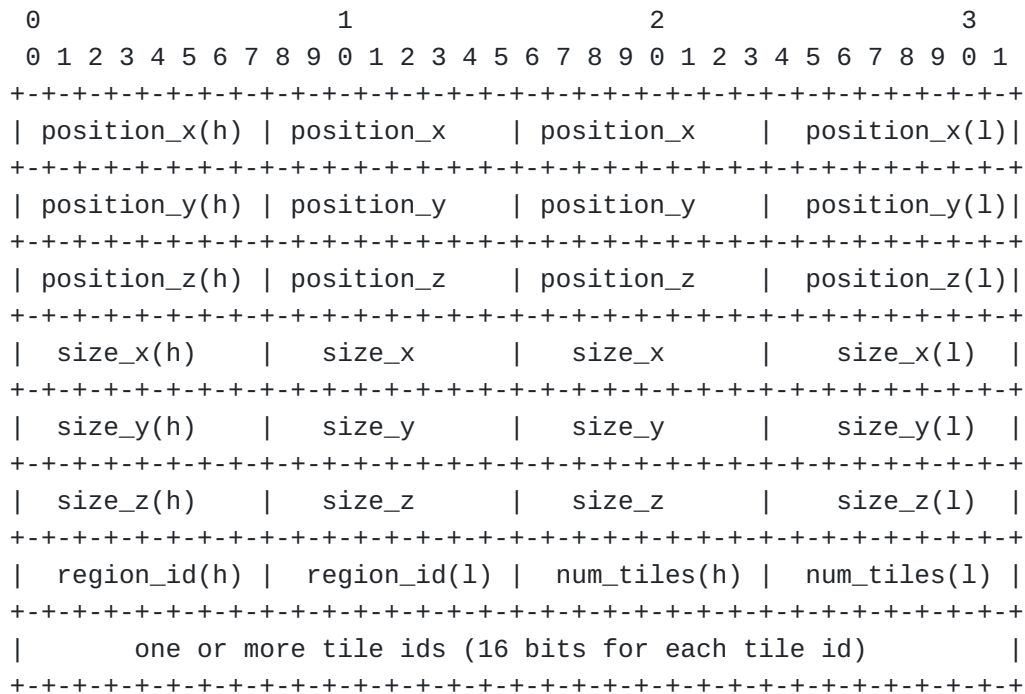 0                   1                   2                   3
 0 1 2 3 4 5 6 7 8 9 0 1 2 3 4 5 6 7 8 9 0 1 2 3 4 5 6 7 8 9 0 1
+-+-+-+-+-+-+-+-+-+-+-+-+-+-+-+-+-+-+-+-+-+-+-+-+-+-+-+-+-+-+-+-+
| position_x(h) | position_x    | position_x    |  position_x(l)|
+-+-+-+-+-+-+-+-+-+-+-+-+-+-+-+-+-+-+-+-+-+-+-+-+-+-+-+-+-+-+-+-+
| position_y(h) | position_y    | position_y    |  position_y(l)|
+-+-+-+-+-+-+-+-+-+-+-+-+-+-+-+-+-+-+-+-+-+-+-+-+-+-+-+-+-+-+-+-+
| position_z(h) | position_z    | position_z    |  position_z(l)|
+-+-+-+-+-+-+-+-+-+-+-+-+-+-+-+-+-+-+-+-+-+-+-+-+-+-+-+-+-+-+-+-+
|  size_x(h)    |   size_x      |   size_x      |    size_x(l)  |
+-+-+-+-+-+-+-+-+-+-+-+-+-+-+-+-+-+-+-+-+-+-+-+-+-+-+-+-+-+-+-+-+
|  size_y(h)    |   size_y      |   size_y      |    size_y(l)  |
+-+-+-+-+-+-+-+-+-+-+-+-+-+-+-+-+-+-+-+-+-+-+-+-+-+-+-+-+-+-+-+-+
|  size_z(h)    |   size_z      |   size_z      |    size_z(l)  |
+-+-+-+-+-+-+-+-+-+-+-+-+-+-+-+-+-+-+-+-+-+-+-+-+-+-+-+-+-+-+-+-+
|  region_id(h) |  region_id(l) |  num_tiles(h) |  num_tiles(l) |
+-+-+-+-+-+-+-+-+-+-+-+-+-+-+-+-+-+-+-+-+-+-+-+-+-+-+-+-+-+-+-+-+
|       one or more tile ids (16 bits for each tile id)         |
+-+-+-+-+-+-+-+-+-+-+-+-+-+-+-+-+-+-+-+-+-+-+-+-+-+-+-+-+-+-+-+-+